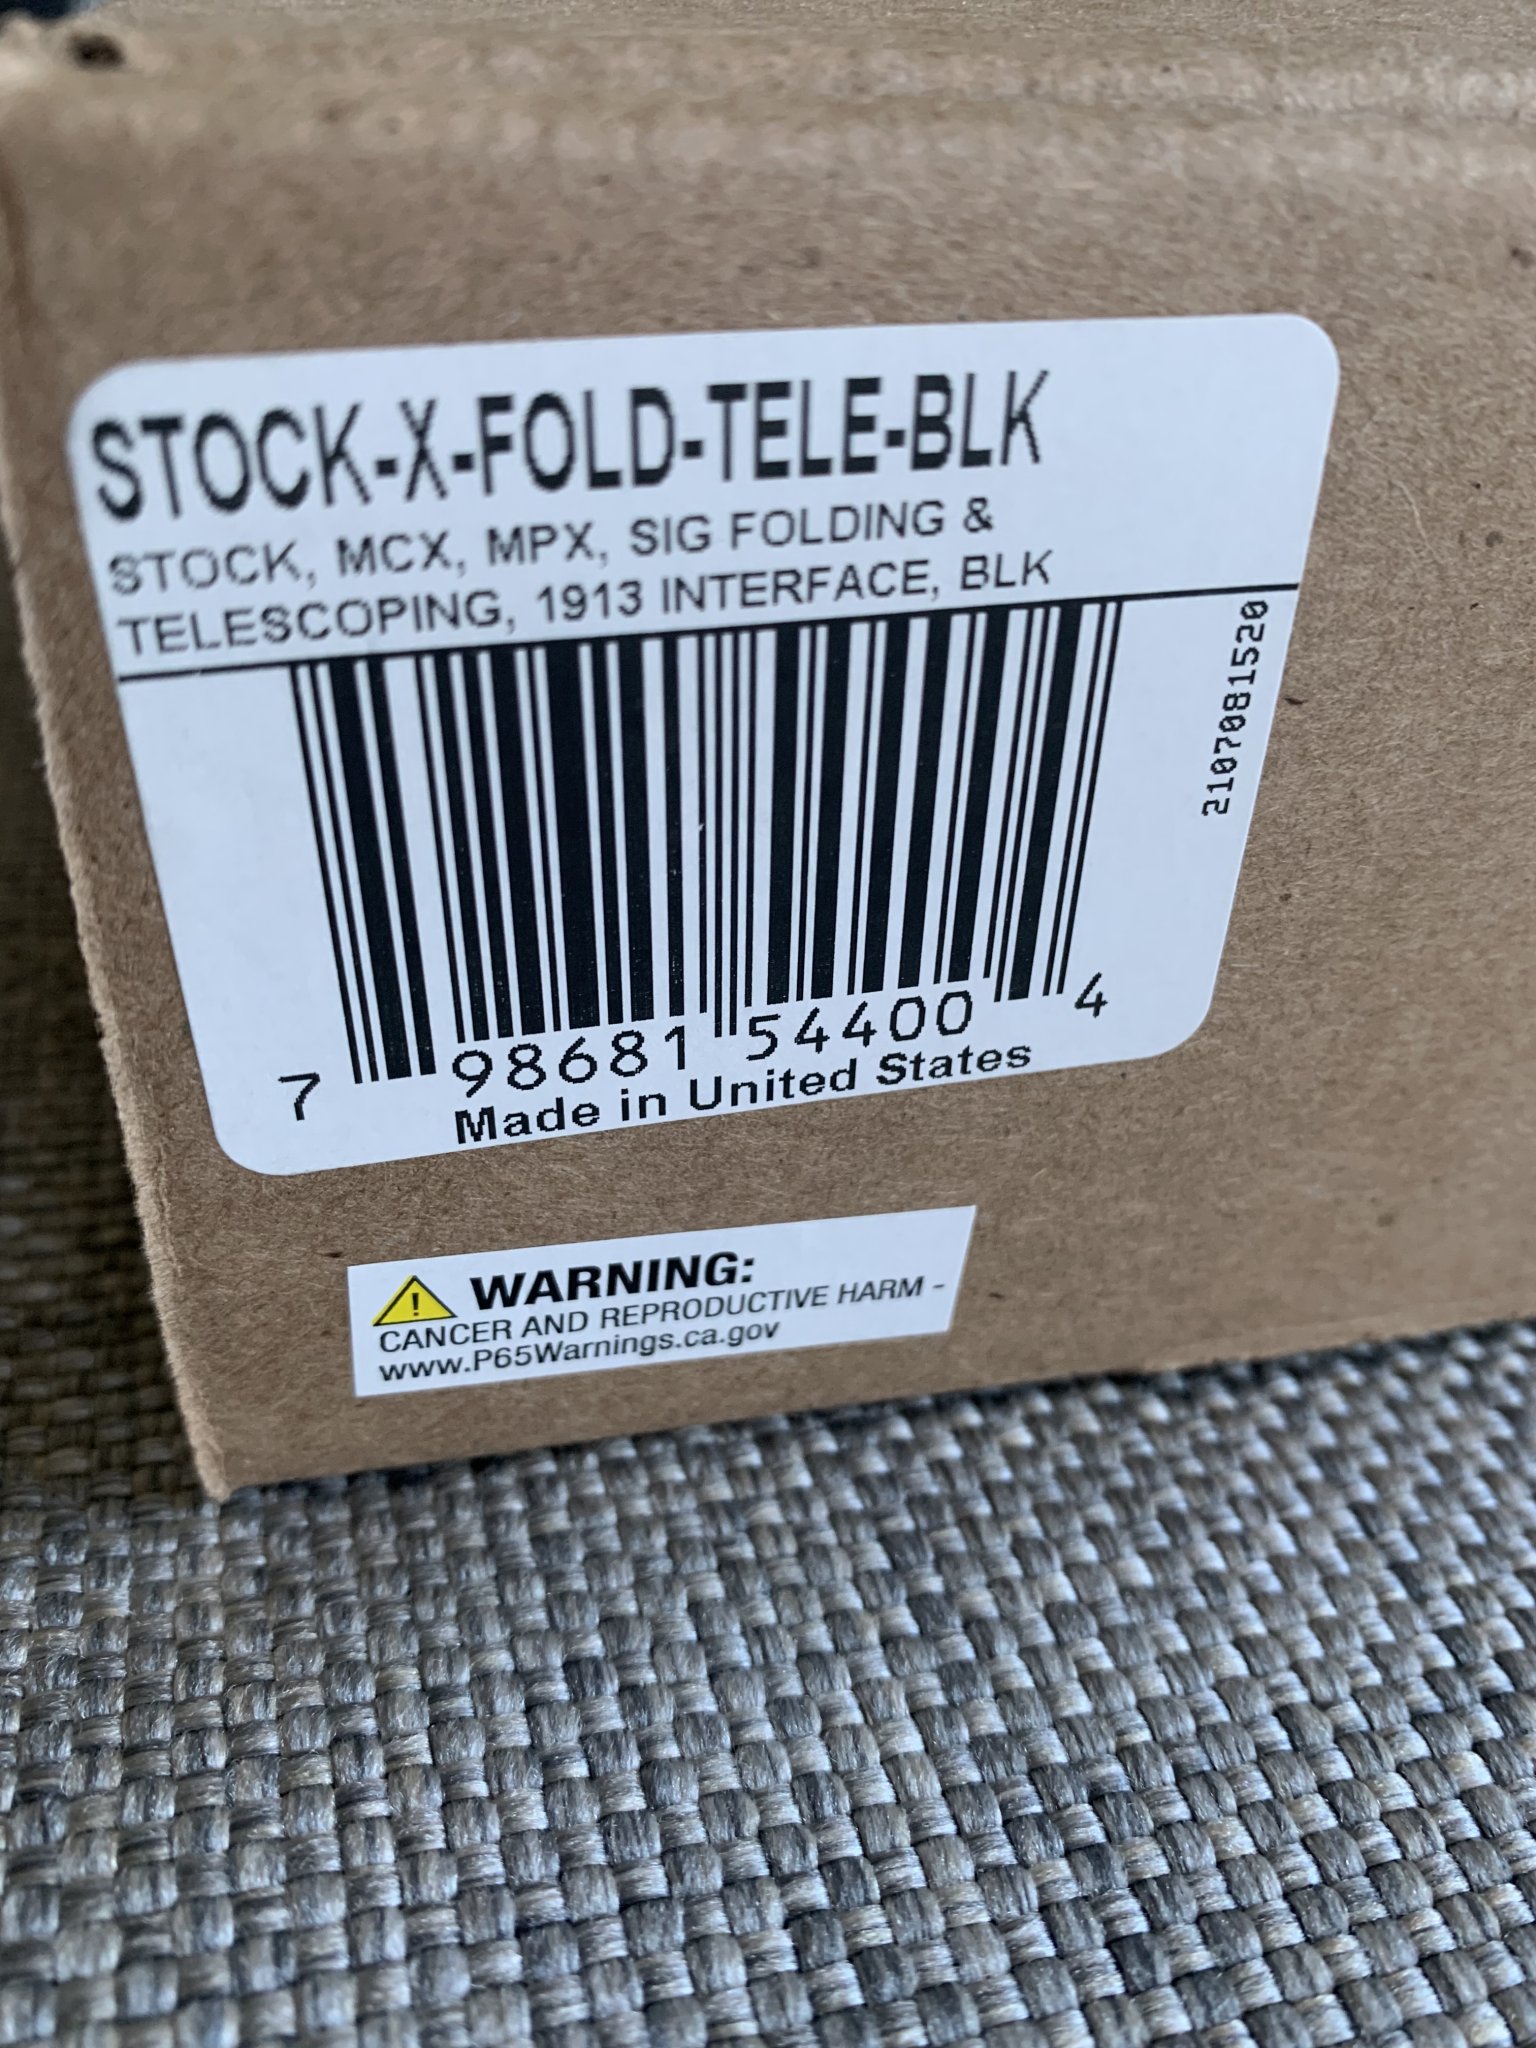 STOCK-X-FOLD-TELE-BLK
STOCK, MCX, MPX, SIG FOLDING &
TELESCOPING, 1913 INTERFACE, BLK
2107081520
7 98681 54400 4
Made in United States
WARNING:
CANCER AND REPRODUCTIVE HARM -
www.P65Warnings.ca.gov